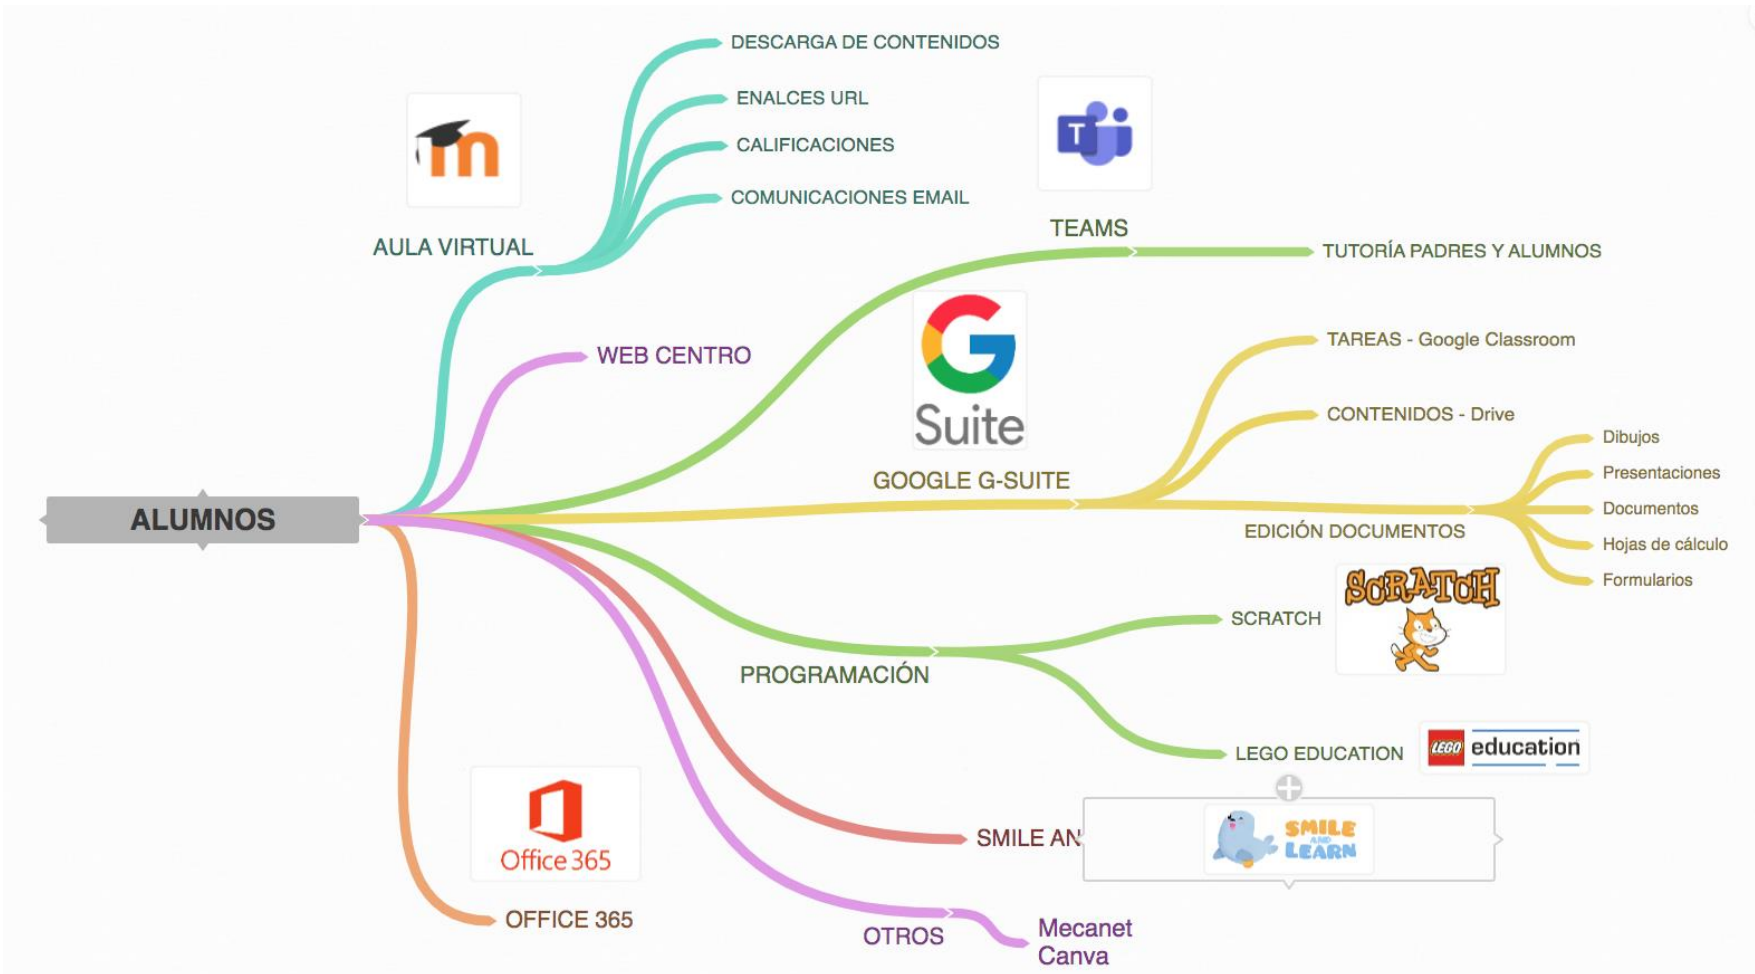 DESCARGA DE CONTENIDOS
ENALCES URL
CALIFICACIONES
COMUNICACIONES EMAIL
m
AULA VIRTUAL
T
TEAMS
TUTORÍA PADRES Y ALUMNOS
WEB CENTRO
G
Suite
GOOGLE G-SUITE
TAREAS - Google Classroom
CONTENIDOS - Drive
EDICIÓN DOCUMENTOS
Dibujos
Presentaciones
Documentos
Hojas de cálculo
Formularios
ALUMNOS
PROGRAMACIÓN
SCRATCH
SCRATCH
LEGO EDUCATION
LEGO education
SMILE AN
SMILE
AND
LEARN
Office 365
OFFICE 365
OTROS
Mecanet
Canva